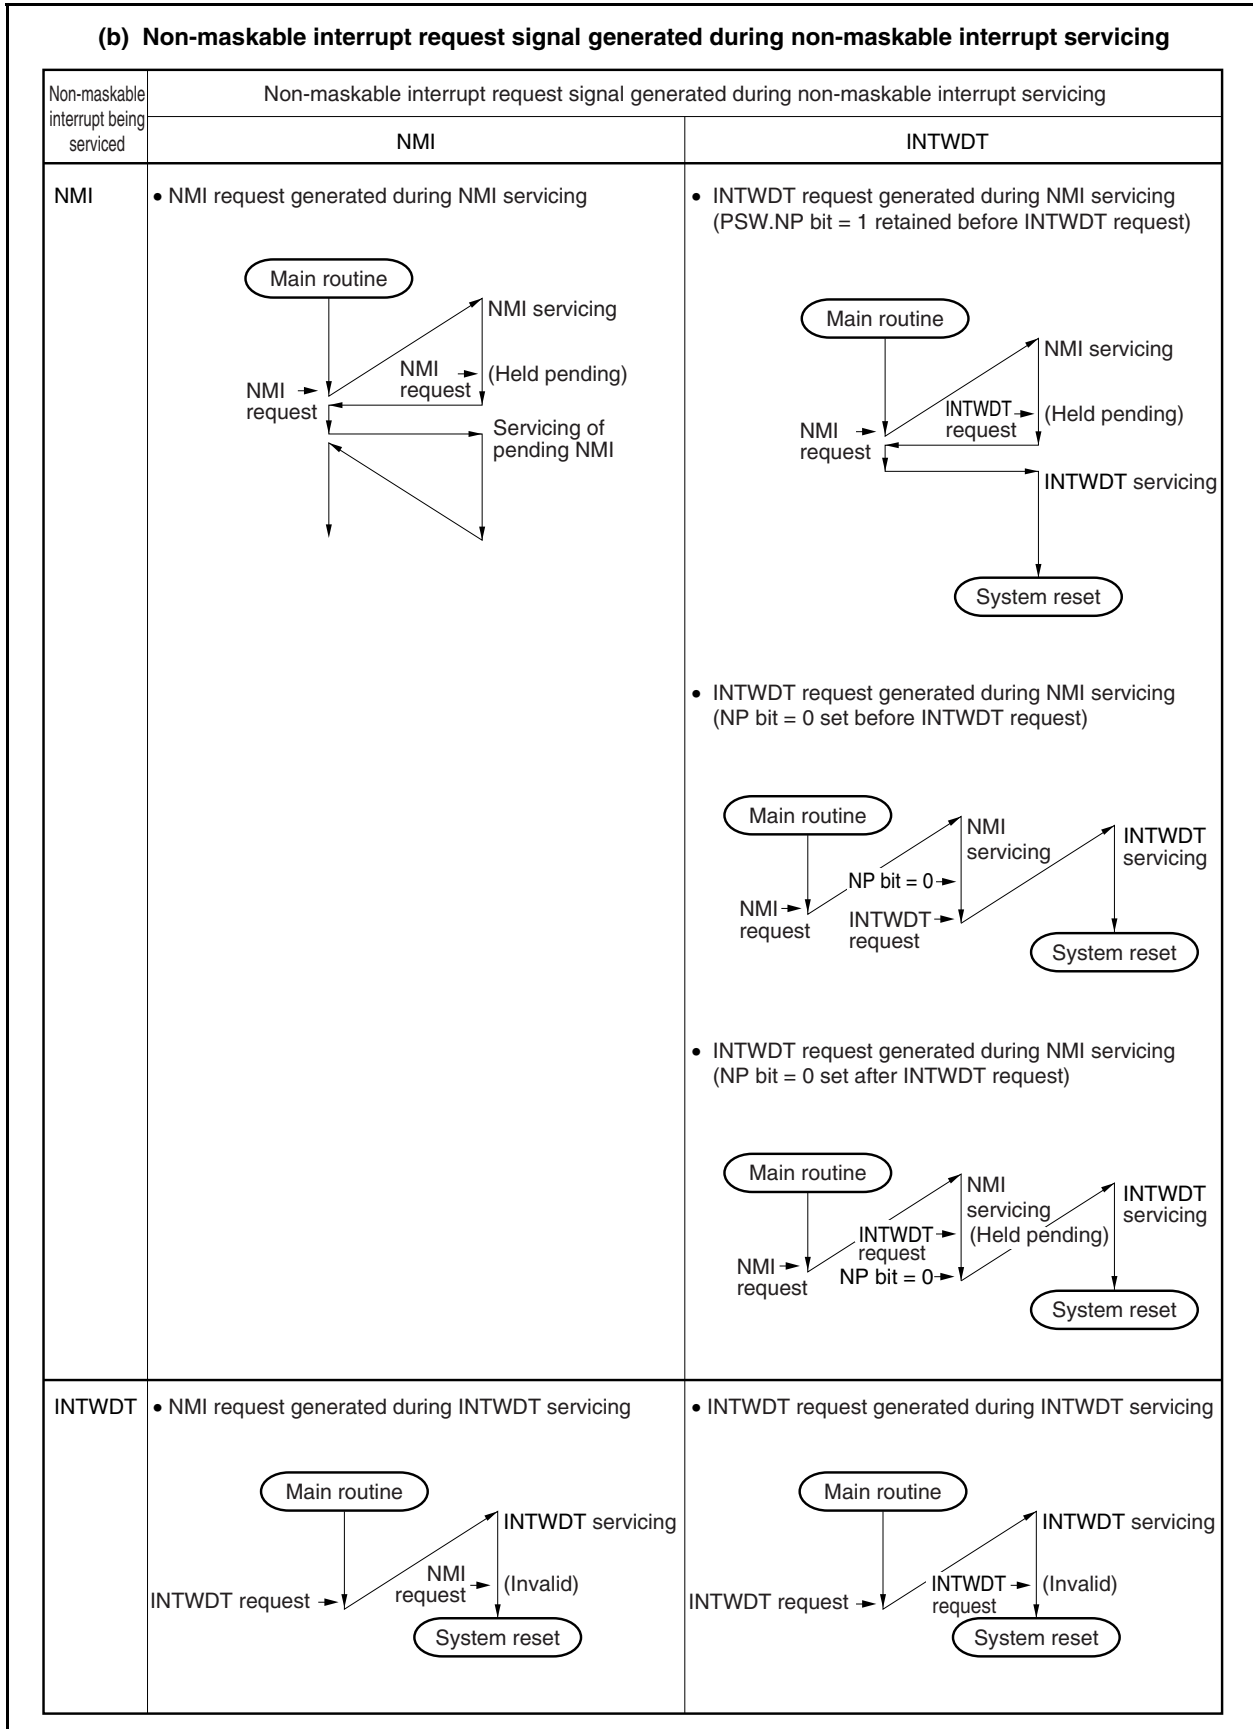 (b) Non-maskable interrupt request signal generated during non-maskable interrupt servicing
Non-maskable
interrupt being
serviced
Non-maskable interrupt request signal generated during non-maskable interrupt servicing
NMI
INTWDT
NMI
• NMI request generated during NMI servicing
Main routine
NMI servicing
NMI
request
(Held pending)
NMI
request
Servicing of
pending NMI
• INTWDT request generated during NMI servicing
(PSW.NP bit = 1 retained before INTWDT request)
Main routine
NMI servicing
INTWDT
request
(Held pending)
NMI
request
INTWDT servicing
System reset
• INTWDT request generated during NMI servicing
(NP bit = 0 set before INTWDT request)
Main routine
NMI
servicing
INTWDT
servicing
NP bit = 0
NMI
request
INTWDT
request
System reset
• INTWDT request generated during NMI servicing
(NP bit = 0 set after INTWDT request)
Main routine
NMI
servicing
INTWDT
servicing
INTWDT
request
(Held pending)
NMI
request
NP bit = 0
System reset
INTWDT
• NMI request generated during INTWDT servicing
Main routine
INTWDT servicing
NMI
request
(Invalid)
INTWDT request
System reset
• INTWDT request generated during INTWDT servicing
Main routine
INTWDT servicing
INTWDT
request
(Invalid)
INTWDT request
System reset